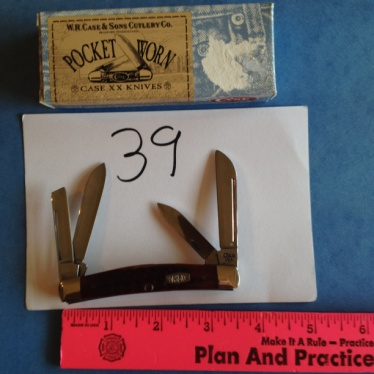 W.R. CASE & SONS CUTLERY CO.
POCKET WORN
CASE XX KNIVES
39
1 2 3 4 5 6
Make It A Rule — Practice
Plan And Practice